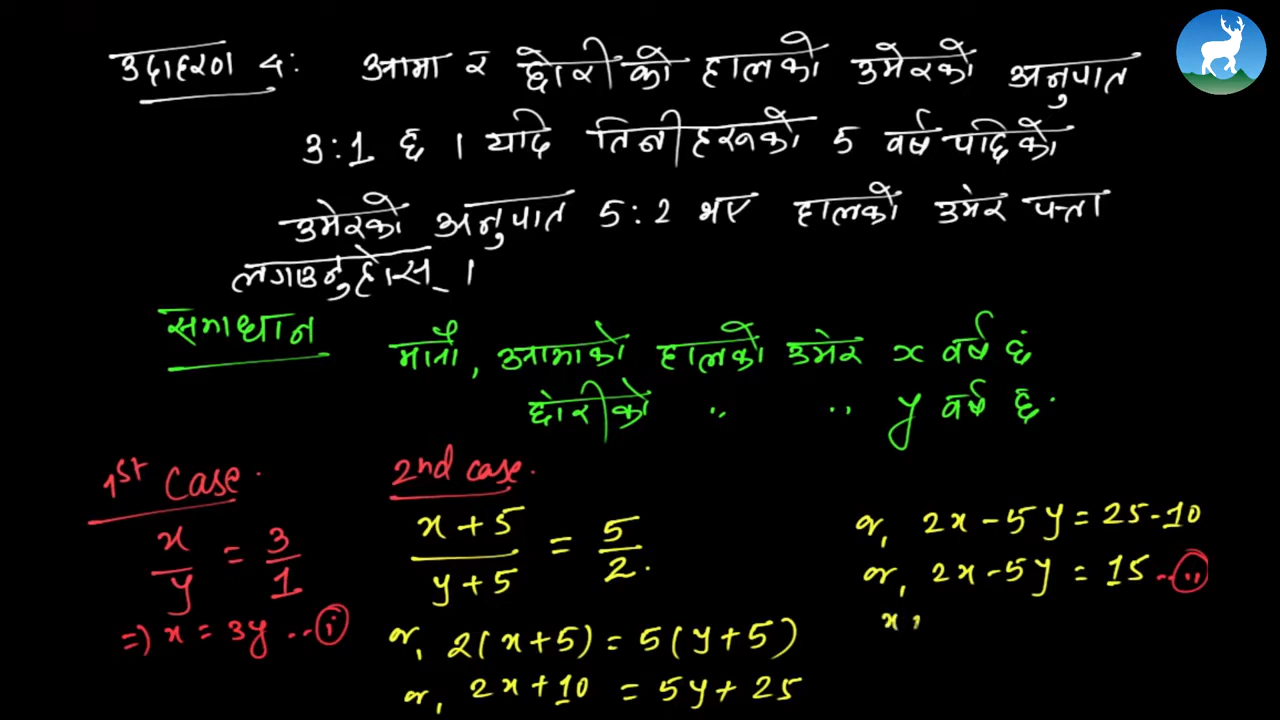 उदाहरण 4: आमा र छोरीको हालको उमेरको अनुपात
3:1 छ । यदि तिनीहरूको 5 वर्ष पछिको
उमेरको अनुपात 5:2 भए हालको उमेर पत्ता
लगाउनुहोस् ।
समाधान
मानौ, आमाको हालको उमेर x वर्ष छ
छोरीको " " y वर्ष छ.
1st Case.
x/y = 3/1
=> x = 3y ... (i)
2nd case.
x+5/y+5 = 5/2.
or, 2(x+5) = 5(y+5)
or, 2x+10 = 5y+25
or, 2x-5y = 25-10
or, 2x-5y = 15 ... (ii)
x